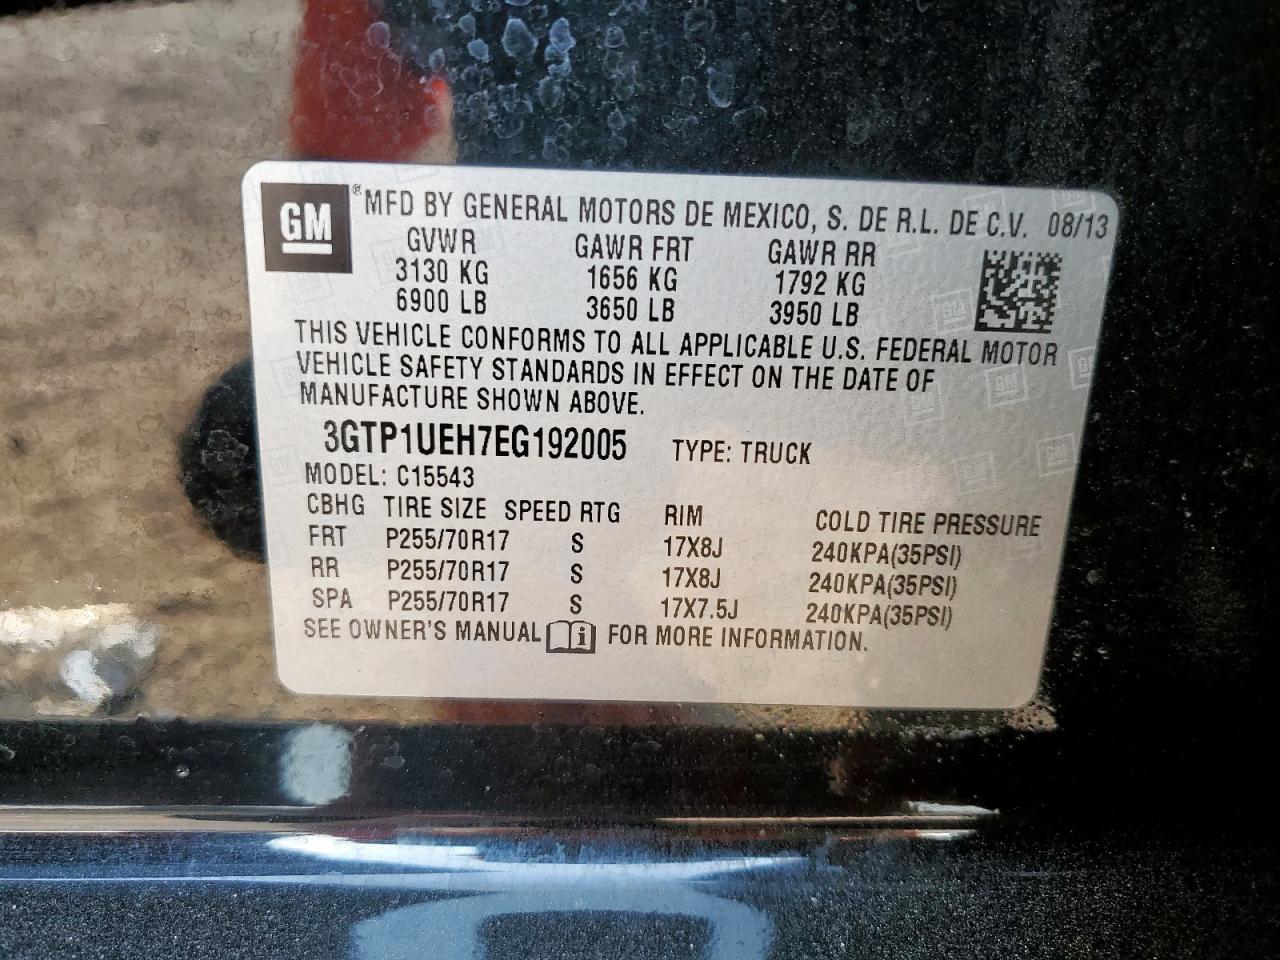 GM ® MFD BY GENERAL MOTORS DE MEXICO, S. DE R.L. DE C.V. 08/13
GVWR GAWR FRT GAWR RR
3130 KG 1656 KG 1792 KG
6900 LB 3650 LB 3950 LB
THIS VEHICLE CONFORMS TO ALL APPLICABLE U.S. FEDERAL MOTOR
VEHICLE SAFETY STANDARDS IN EFFECT ON THE DATE OF
MANUFACTURE SHOWN ABOVE.
3GTP1UEH7EG192005 TYPE: TRUCK
MODEL: C15543
CBHG TIRE SIZE SPEED RTG RIM COLD TIRE PRESSURE
FRT P255/70R17 S 17X8J 240KPA(35PSI)
RR P255/70R17 S 17X8J 240KPA(35PSI)
SPA P255/70R17 S 17X7.5J 240KPA(35PSI)
SEE OWNER'S MANUAL i FOR MORE INFORMATION.